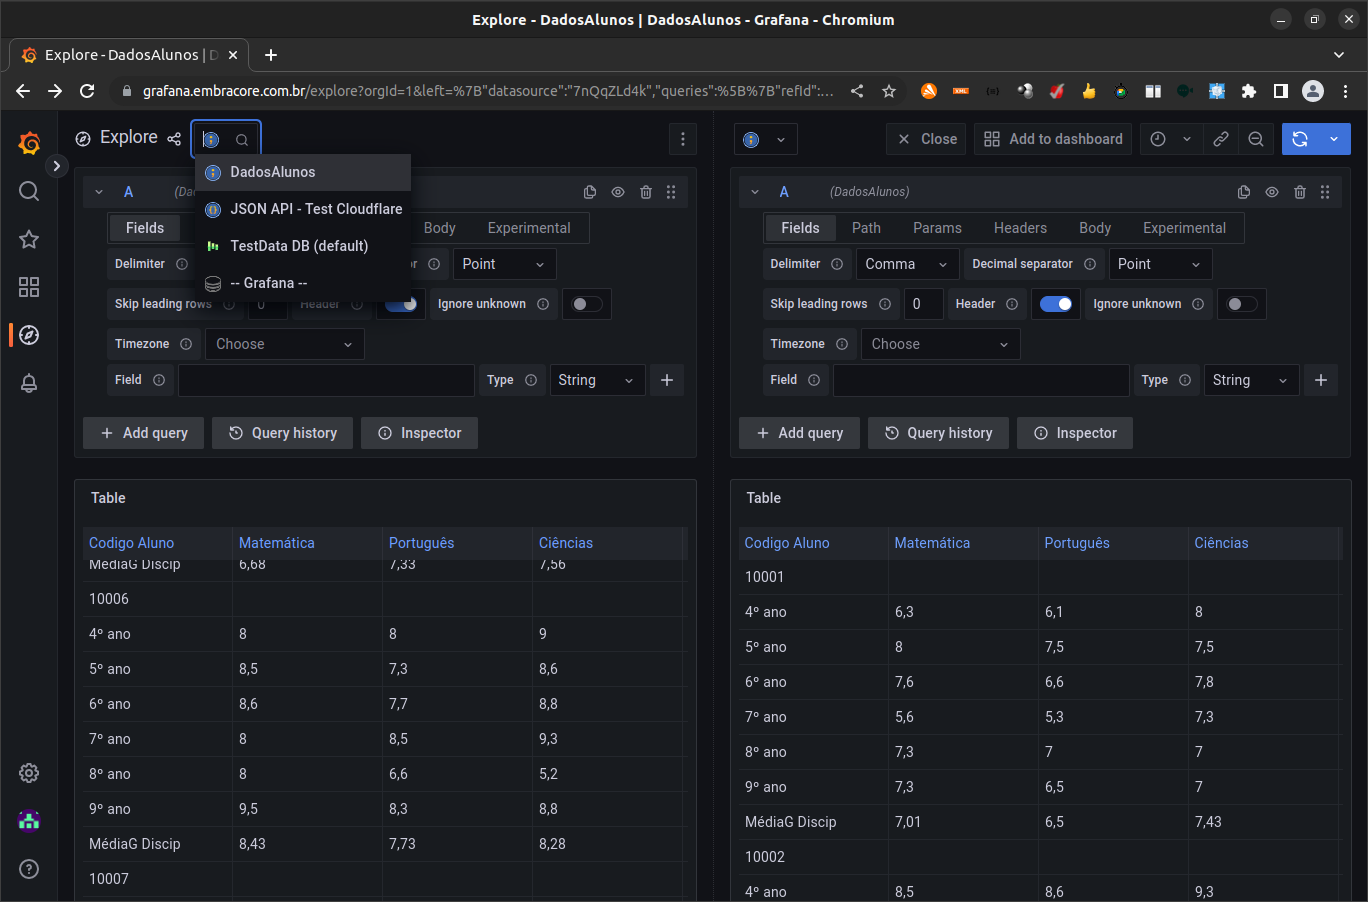 Explore - DadosAlunos | DadosAlunos - Grafana - Chromium
Explore - DadosAlunos | D
grafana.embracore.com.br/explore?orgId=1&left=%7B"datasource":"7nQqZLd4k","queries":%5B%7B"refId":...
Explore
DadosAlunos
JSON API - Test Cloudflare
TestData DB (default)
-- Grafana --
A (Da
Fields Body Experimental
Delimiter or Point
Skip leading rows 0 Header Ignore unknown
Timezone Choose
Field Type String
Add query Query history Inspector
Table
Codigo Aluno Matemática Português Ciências
MédiaG Discip 6,68 7,33 7,56
10006
4º ano 8 8 9
5º ano 8,5 7,3 8,6
6º ano 8,6 7,7 8,8
7º ano 8 8,5 9,3
8º ano 8 6,6 5,2
9º ano 9,5 8,3 8,8
MédiaG Discip 8,43 7,73 8,28
10007
Close Add to dashboard
A (DadosAlunos)
Fields Path Params Headers Body Experimental
Delimiter Comma Decimal separator Point
Skip leading rows 0 Header Ignore unknown
Timezone Choose
Field Type String
Add query Query history Inspector
Table
Codigo Aluno Matemática Português Ciências
10001
4º ano 6,3 6,1 8
5º ano 8 7,5 7,5
6º ano 7,6 6,6 7,8
7º ano 5,6 5,3 7,3
8º ano 7,3 7 7
9º ano 7,3 6,5 7
MédiaG Discip 7,01 6,5 7,43
10002
4º ano 8,5 8,6 9,3